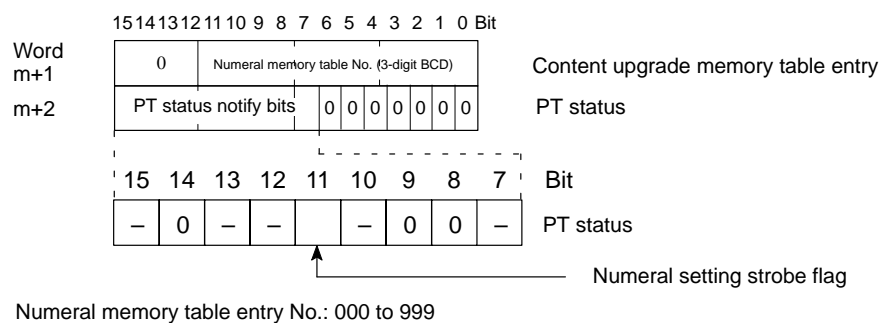 15 14 13 12 11 10 9 8 7 6 5 4 3 2 1 0 Bit
Word
m+1
0 Numeral memory table No. (3-digit BCD)
Content upgrade memory table entry
m+2
PT status notify bits 0 0 0 0 0 0 0
PT status
15 14 13 12 11 10 9 8 7 Bit
– 0 – – – 0 0 – PT status
Numeral setting strobe flag
Numeral memory table entry No.: 000 to 999